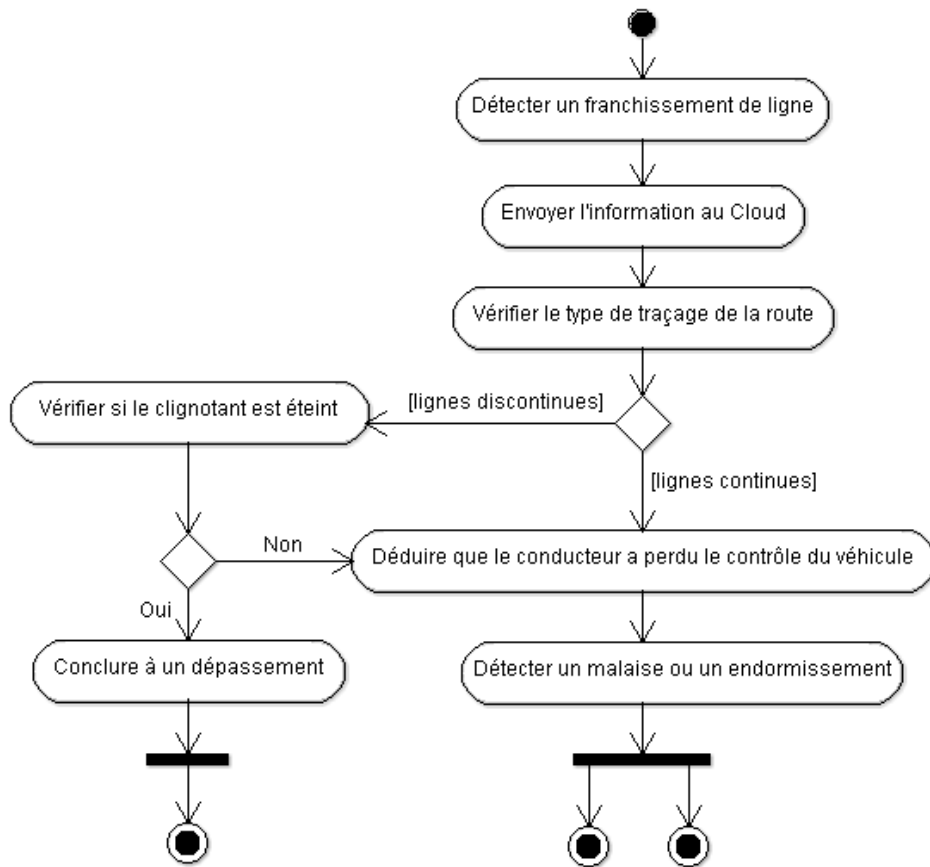 Détecter un franchissement de ligne
Envoyer l'information au Cloud
Vérifier le type de traçage de la route
Vérifier si le clignotant est éteint
[lignes discontinues]
[lignes continues]
Non
Déduire que le conducteur a perdu le contrôle du véhicule
Oui
Conclure à un dépassement
Détecter un malaise ou un endormissement